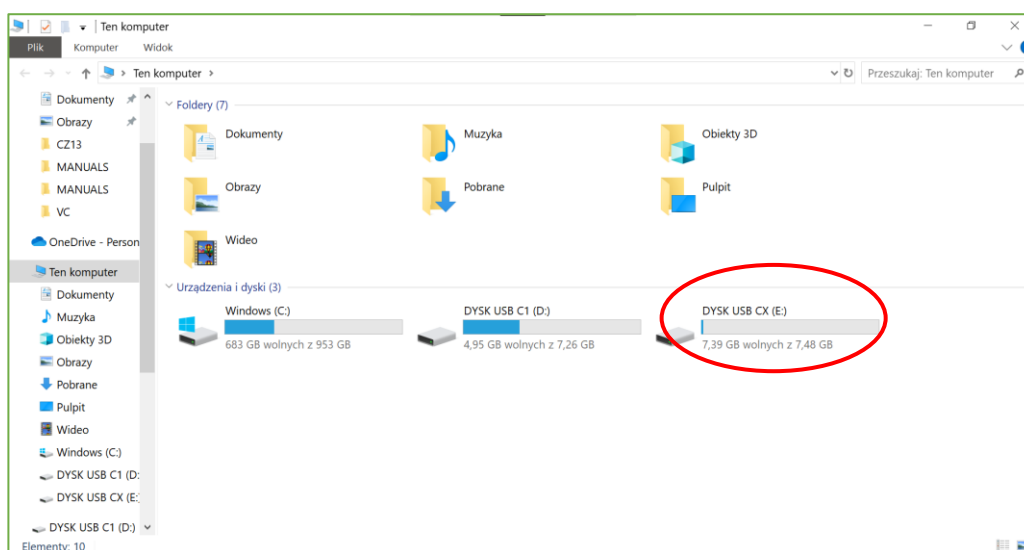 Ten komputer
Plik Komputer Widok
Ten komputer
Przeszukaj: Ten komputer
Dokumenty
Obrazy
CZ13
MANUALS
MANUALS
VC
OneDrive - Person
Ten komputer
Dokumenty
Muzyka
Obiekty 3D
Obrazy
Pobrane
Pulpit
Wideo
Windows (C:)
DYSK USB C1 (D:
DYSK USB CX (E:
DYSK USB C1 (D:)
Foldery (7)
Dokumenty Muzyka Obiekty 3D
Obrazy Pobrane Pulpit
Wideo
Urządzenia i dyski (3)
Windows (C:) DYSK USB C1 (D:) DYSK USB CX (E:)
683 GB wolnych z 953 GB 4,95 GB wolnych z 7,26 GB 7,39 GB wolnych z 7,48 GB
Elementy: 10